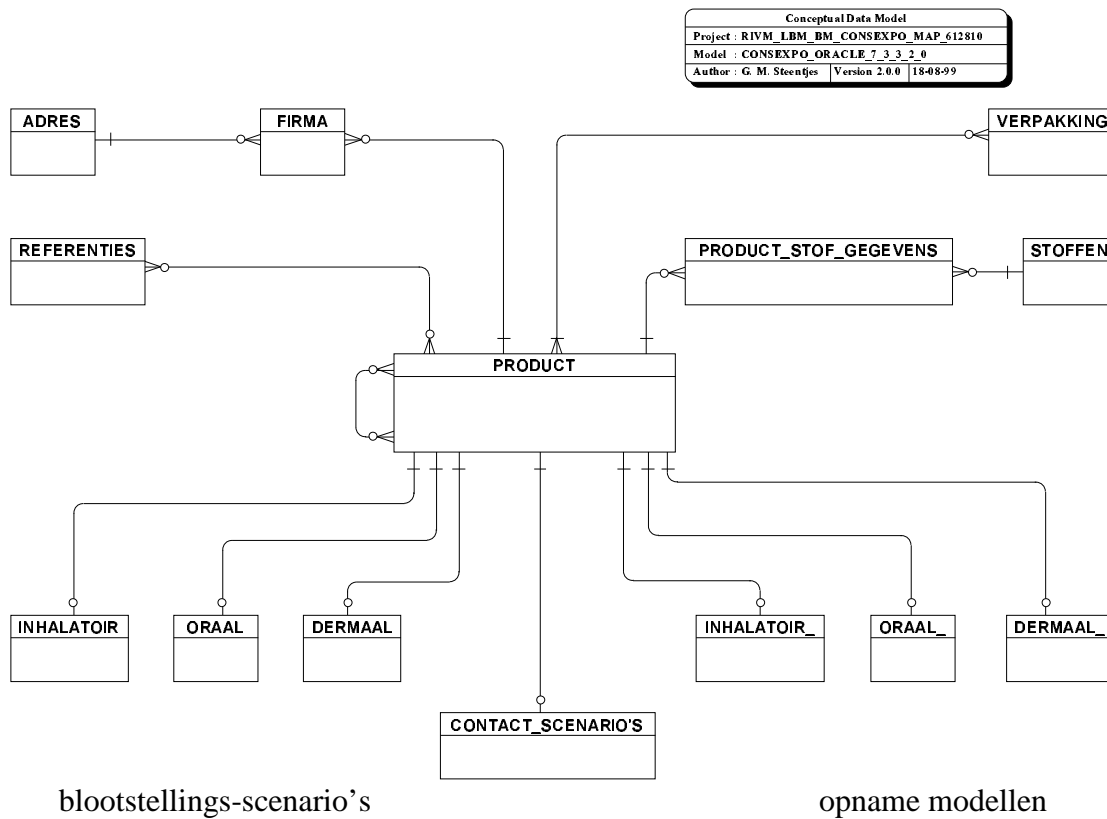 Conceptual Data Model
Project : RIVM_LBM_BM_CONSEXPO_MAP_612810
Model : CONSEXPO_ORACLE_7_3_3_2_0
Author : G. M. Steentjes Version 2.0.0 18-08-99
ADRES
FIRMA
VERPAKKING
REFERENTIES
PRODUCT_STOF_GEGEVENS
STOFFEN
PRODUCT
INHALATOIR
ORAAL
DERMAAL
INHALATOIR_
ORAAL_
DERMAAL_
CONTACT_SCENARIO'S
blootstellings-scenario’s
opname modellen